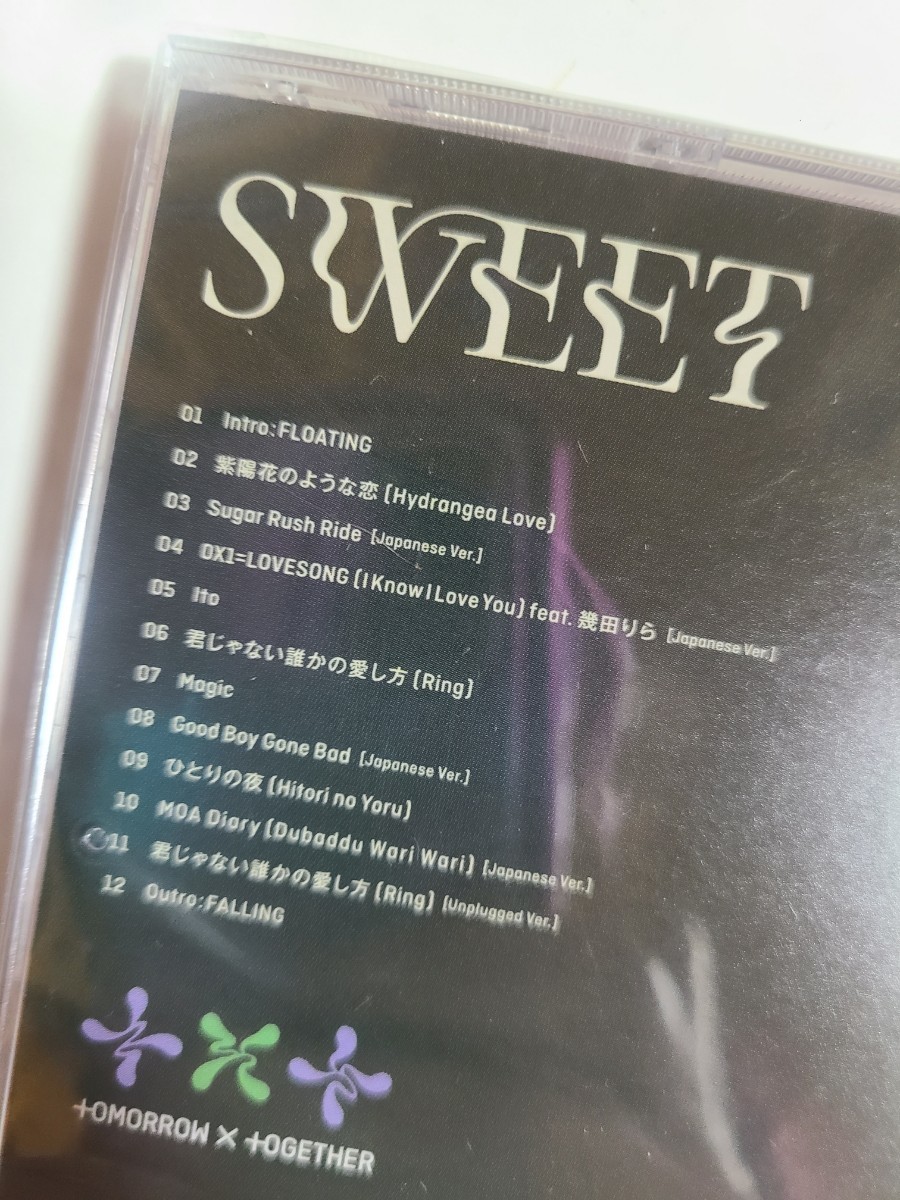 SWEET
01 Intro:FLOATING
02 紫陽花のような恋 (Hydrangea Love)
03 Sugar Rush Ride [Japanese Ver.]
04 0X1=LOVESONG (I Know I Love You) feat. 幾田りら [Japanese Ver.]
05 Ito
06 君じゃない誰かの愛し方 (Ring)
07 Magic
08 Good Boy Gone Bad [Japanese Ver.]
09 ひとりの夜 (Hitori no Yoru)
10 MOA Diary (Dubaddu Wari Wari) [Japanese Ver.]
11 君じゃない誰かの愛し方 (Ring) [Unplugged Ver.]
12 Outro:FALLING
TOMORROW X TOGETHER